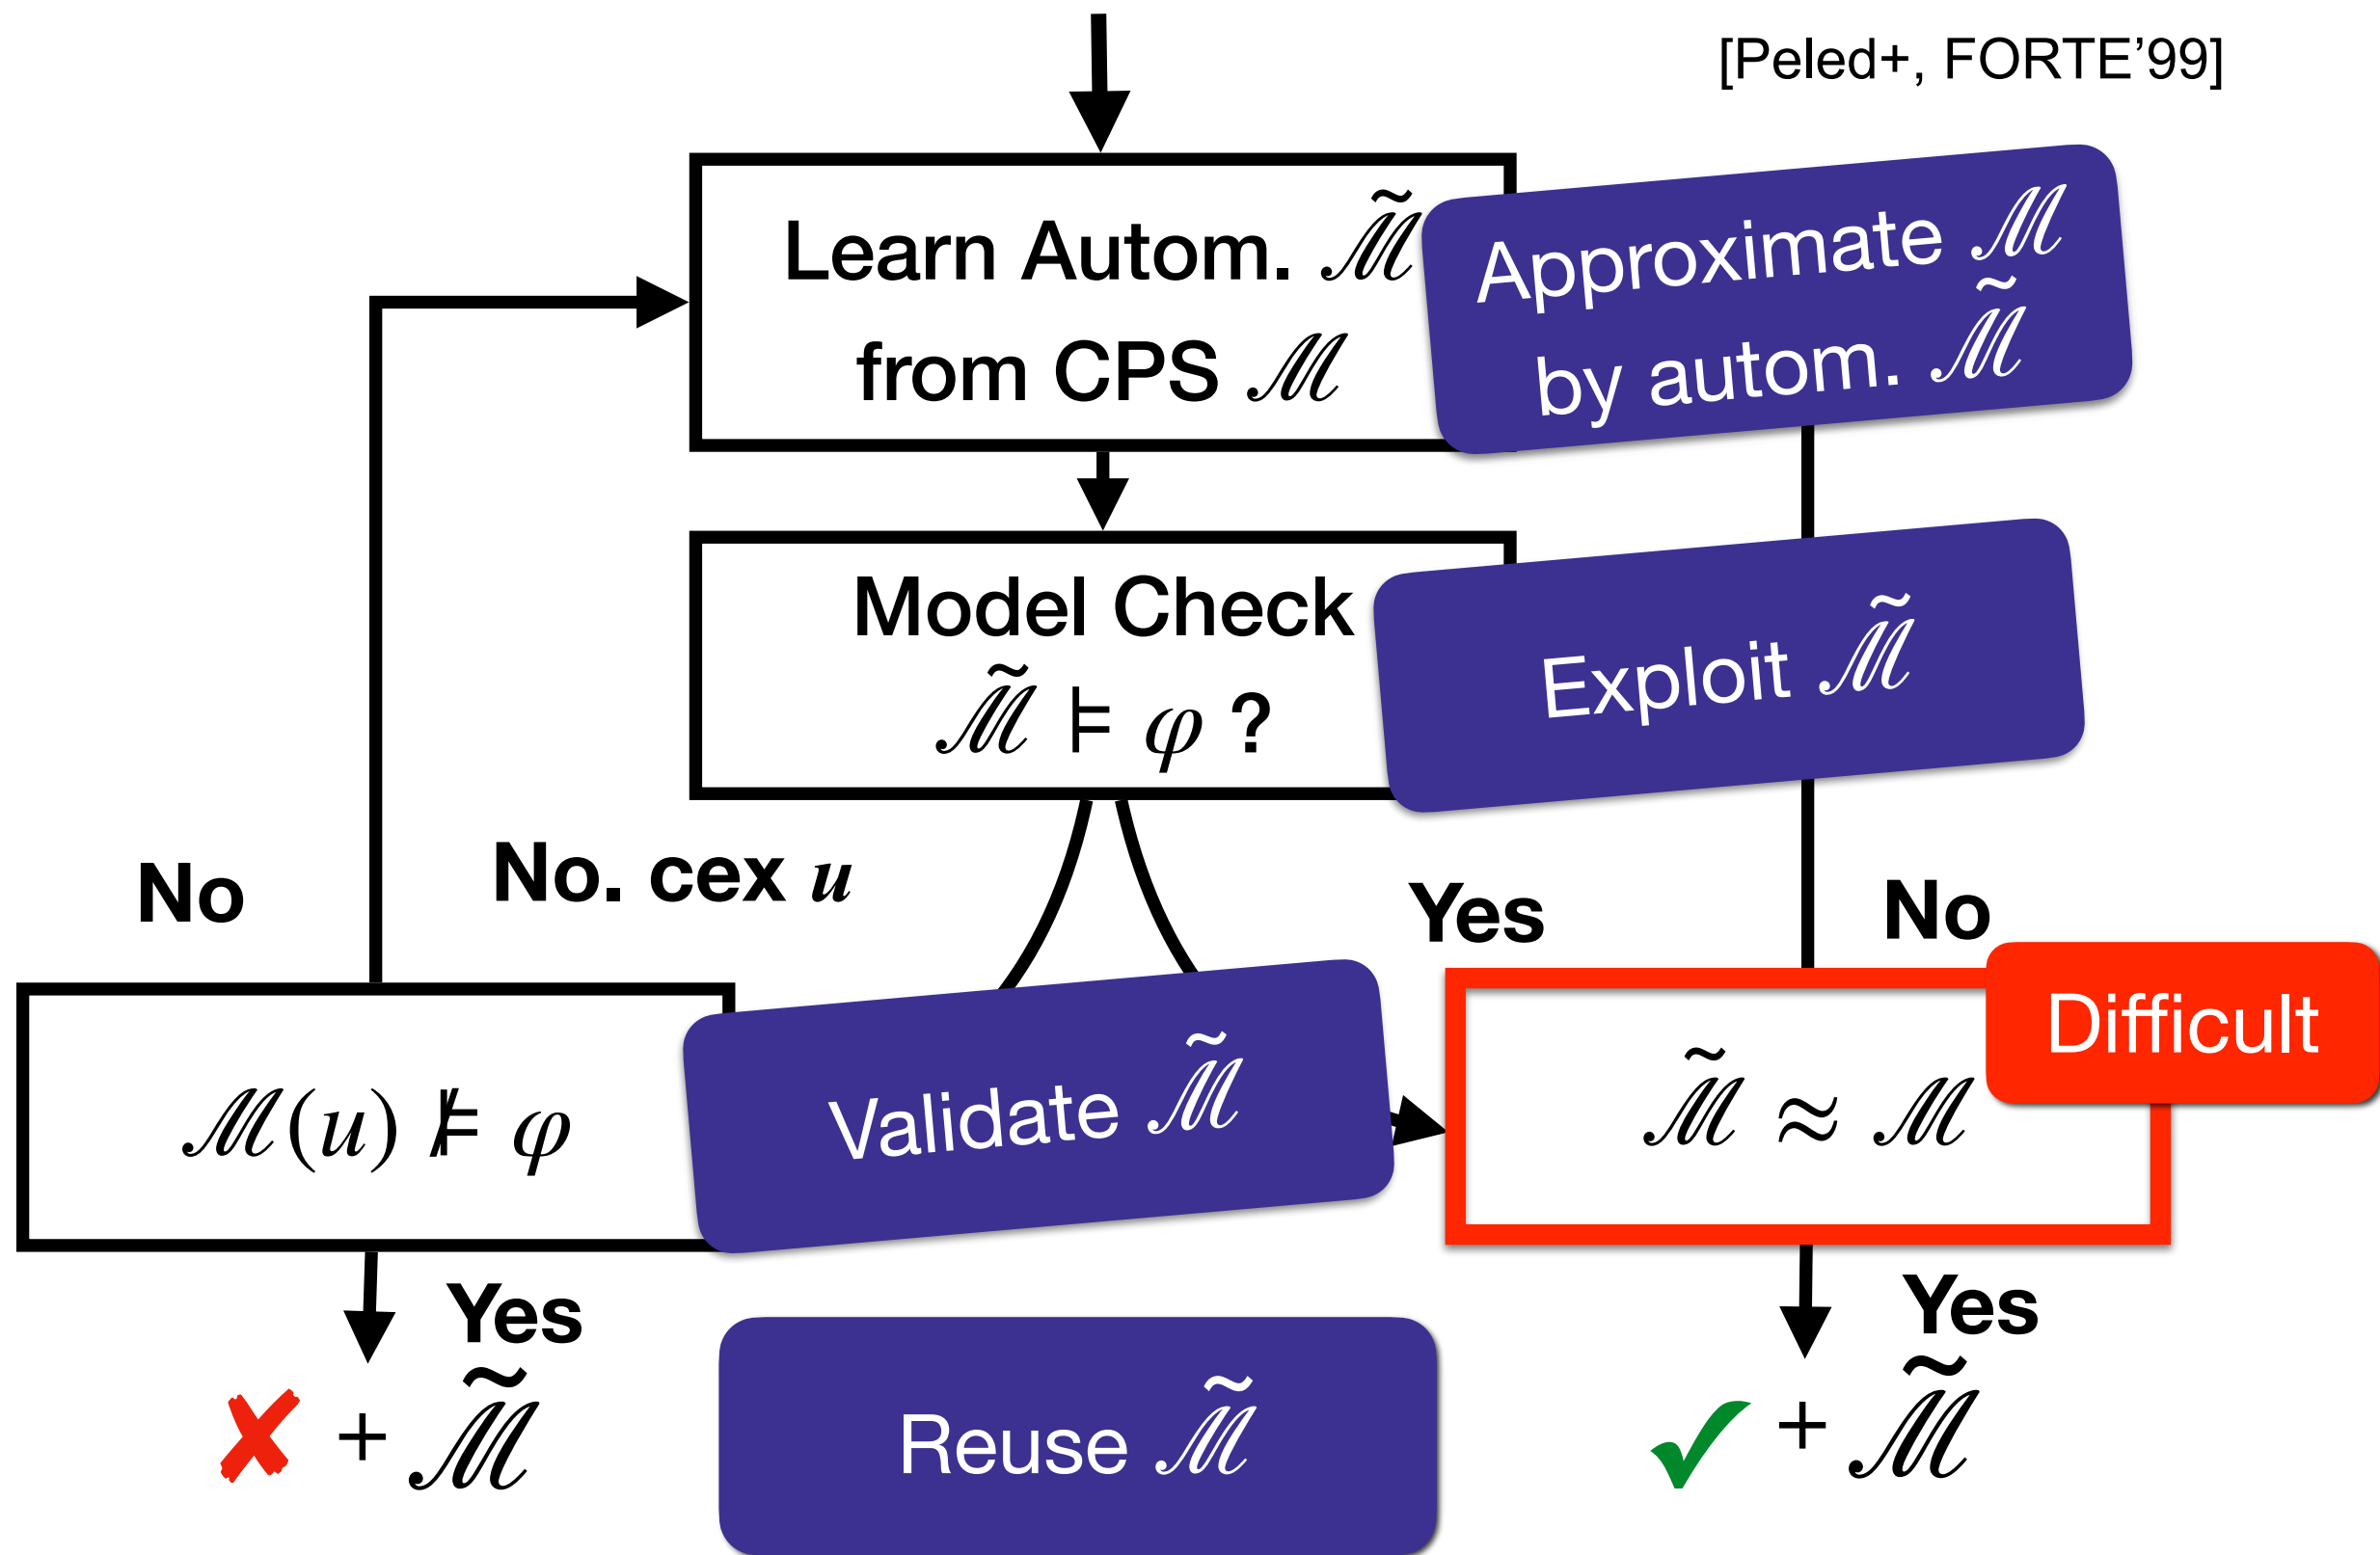 [Peled+, FORTE'99]
Learn Autom. ℳ̃
from CPS ℳ
Approximate ℳ
by autom. ℳ̃
Model Check
ℳ̃ ⊨ φ ?
Exploit ℳ̃
No
No. cex u
Yes
No
Difficult
ℳ(u) ⊭ φ
Validate ℳ̃
ℳ̃ ≈ ℳ
Yes
Yes
✘ + ℳ̃
Reuse ℳ̃
✓ + ℳ̃